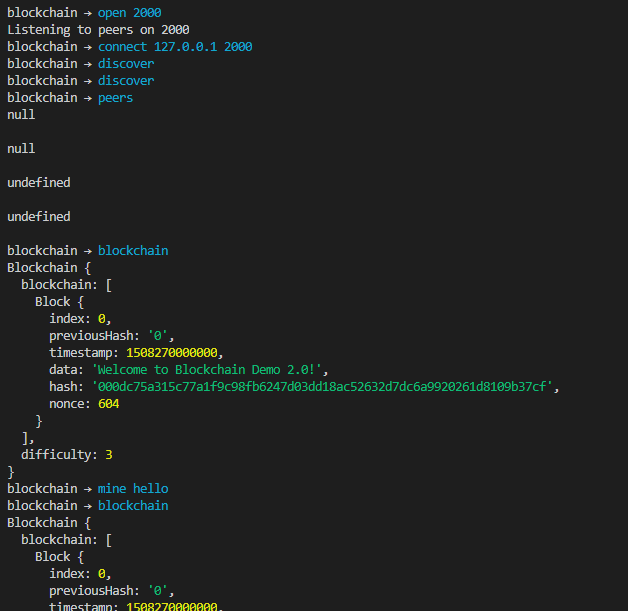 blockchain → open 2000
Listening to peers on 2000
blockchain → connect 127.0.0.1 2000
blockchain → discover
blockchain → discover
blockchain → peers
null
null
undefined
undefined
blockchain → blockchain
Blockchain {
blockchain: [
Block {
index: 0,
previousHash: '0',
timestamp: 1508270000000,
data: 'Welcome to Blockchain Demo 2.0!',
hash: '000dc75a315c77a1f9c98fb6247d03dd18ac52632d7dc6a9920261d8109b37cf',
nonce: 604
}
],
difficulty: 3
}
blockchain → mine hello
blockchain → blockchain
Blockchain {
blockchain: [
Block {
index: 0,
previousHash: '0',
timestamp: 1508270000000,